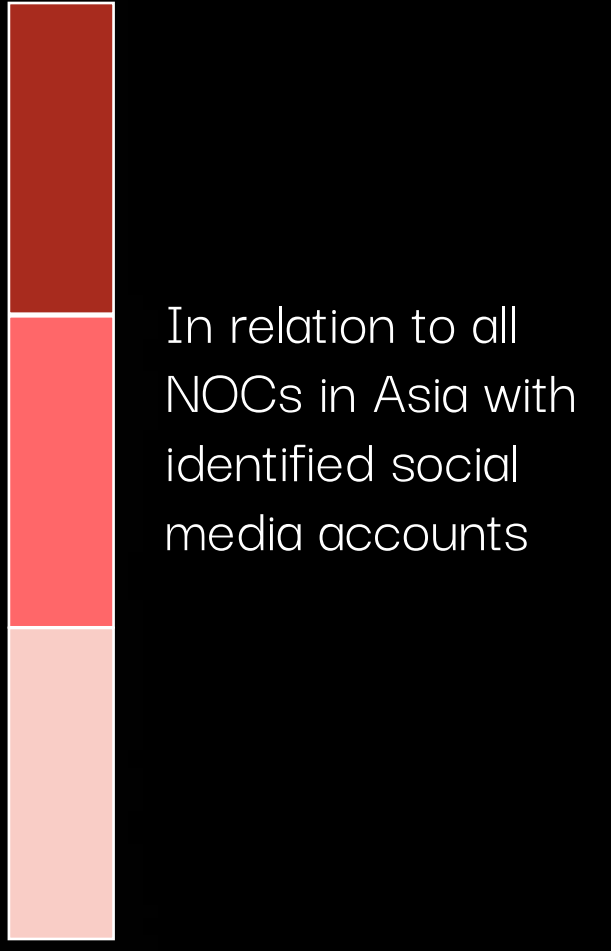 In relation to all
NOCs in Asia with
identified social
media accounts